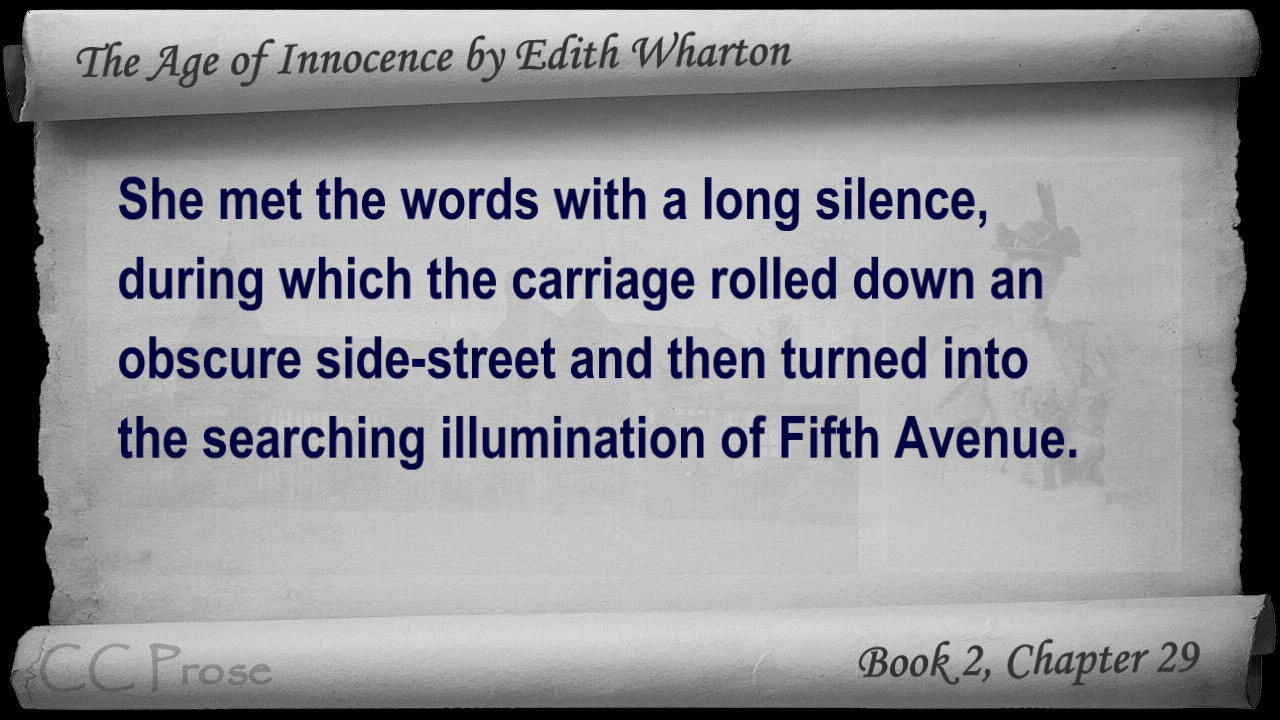 The Age of Innocence by Edith Wharton
She met the words with a long silence,
during which the carriage rolled down an
obscure side-street and then turned into
the searching illumination of Fifth Avenue.
CC Prose
Book 2, Chapter 29